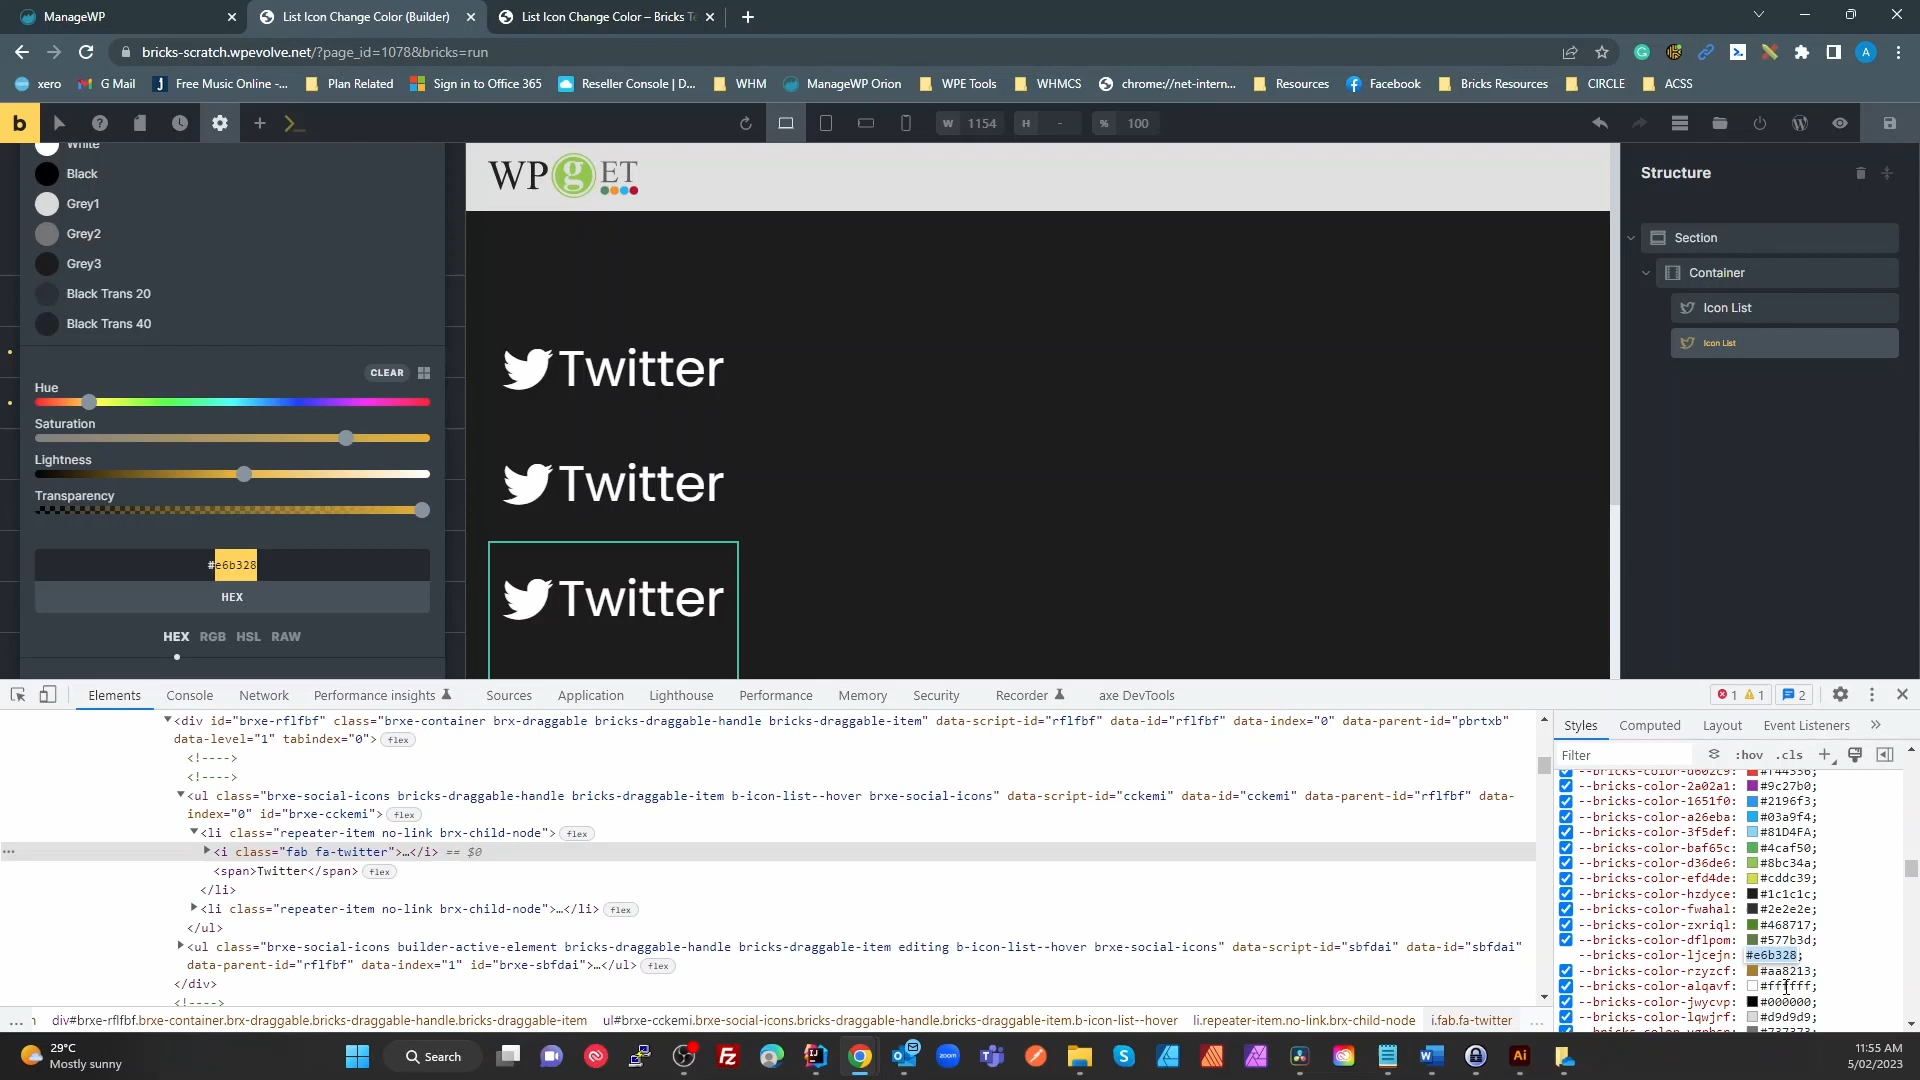 ManageWP
List Icon Change Color (Builder)
List Icon Change Color – Bricks Te
bricks-scratch.wpevolve.net/?page_id=1078&bricks=run
A
xero
G Mail
Free Music Online -...
Plan Related
Sign in to Office 365
Reseller Console | D...
WHM
ManageWP Orion
WPE Tools
WHMCS
chrome://net-intern...
Resources
Facebook
Bricks Resources
CIRCLE
ACSS
b
W 1154
H -
% 100
White
Black
Grey1
Grey2
Grey3
Black Trans 20
Black Trans 40
CLEAR
Hue
Saturation
Lightness
Transparency
#e6b328
HEX
HEX RGB HSL RAW
WP g ET
Twitter
Twitter
Twitter
Structure
Section
Container
Icon List
Icon List
Elements Console Network Performance insights Sources Application Lighthouse Performance Memory Security Recorder axe DevTools
1 1 2
<div id="brxe-rflfbf" class="brxe-container brx-draggable bricks-draggable-handle bricks-draggable-item" data-script-id="rflfbf" data-id="rflfbf" data-index="0" data-parent-id="pbrtxb"
data-level="1" tabindex="0"> flex
<!---->
<!---->
<ul class="brxe-social-icons bricks-draggable-handle bricks-draggable-item b-icon-list--hover brxe-social-icons" data-script-id="cckemi" data-id="cckemi" data-parent-id="rflfbf" data-
index="0" id="brxe-cckemi"> flex
<li class="repeater-item no-link brx-child-node"> flex
... <i class="fab fa-twitter">…</i> == $0
<span>Twitter</span> flex
</li>
<li class="repeater-item no-link brx-child-node">…</li> flex
</ul>
<ul class="brxe-social-icons builder-active-element bricks-draggable-handle bricks-draggable-item editing b-icon-list--hover brxe-social-icons" data-script-id="sbfdai" data-id="sbfdai"
data-parent-id="rflfbf" data-index="1" id="brxe-sbfdai">…</ul> flex
</div>
<!---->
... n div#brxe-rflfbf.brxe-container.brx-draggable.bricks-draggable-handle.bricks-draggable-item ul#brxe-cckemi.brxe-social-icons.bricks-draggable-handle.bricks-draggable-item.b-icon-list--hover li.repeater-item.no-link.brx-child-node i.fab.fa-twitter ...
Styles Computed Layout Event Listeners »
Filter :hov .cls +
--bricks-color-d602c9: #f44336;
--bricks-color-2a02a1: #9c27b0;
--bricks-color-1651f0: #2196f3;
--bricks-color-a26eba: #03a9f4;
--bricks-color-3f5def: #81D4FA;
--bricks-color-baf65c: #4caf50;
--bricks-color-d36de6: #8bc34a;
--bricks-color-efd4de: #cddc39;
--bricks-color-hzdyce: #1c1c1c;
--bricks-color-fwahal: #2e2e2e;
--bricks-color-zxriql: #468717;
--bricks-color-dflpom: #577b3d;
--bricks-color-ljcejn: #e6b328;
--bricks-color-rzyzcf: #aa8213;
--bricks-color-alqavf: #ffffff;
--bricks-color-jwycvp: #000000;
--bricks-color-lqwjrf: #d9d9d9;
29°C
Mostly sunny
Search
zoom
11:55 AM
5/02/2023